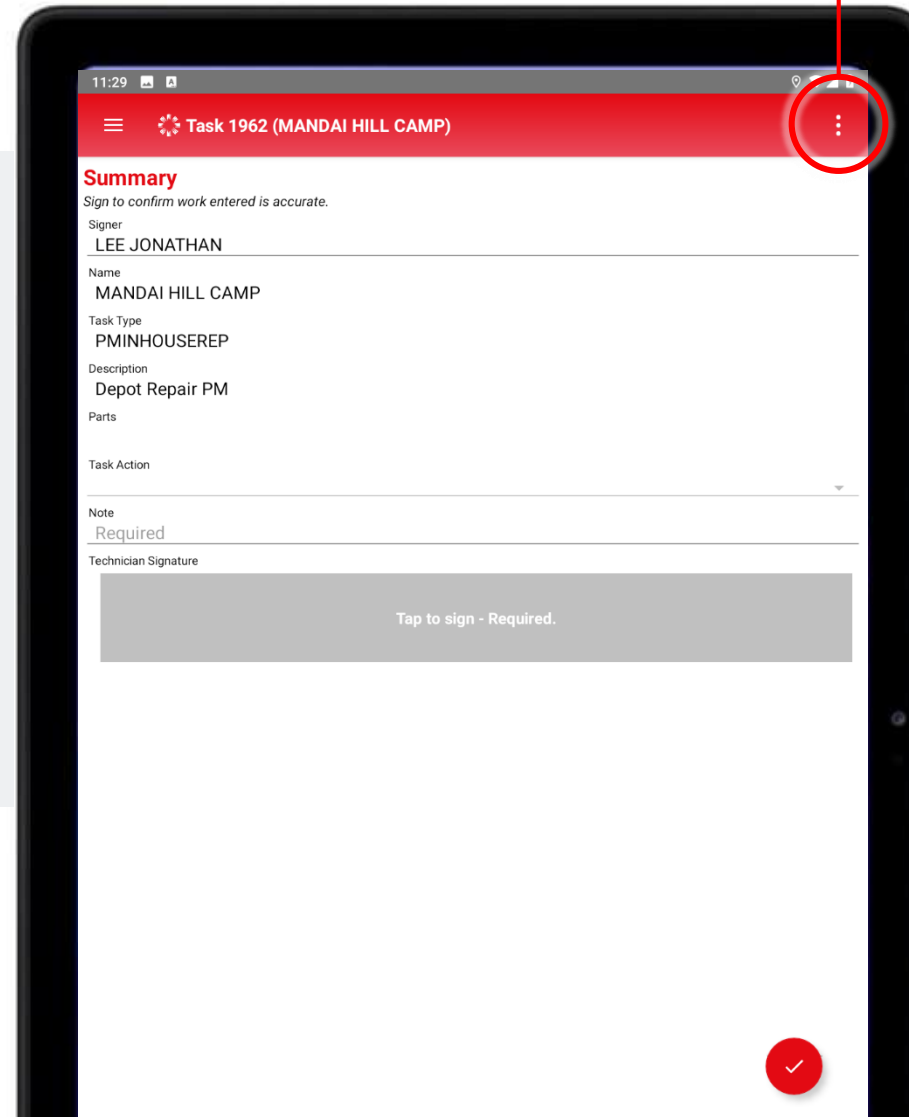 11:29
Task 1962 (MANDAI HILL CAMP)
Summary
Sign to confirm work entered is accurate.
Signer
LEE JONATHAN
Name
MANDAI HILL CAMP
Task Type
PMINHOUSEREP
Description
Depot Repair PM
Parts
Task Action
Note
Required
Technician Signature
Tap to sign - Required.